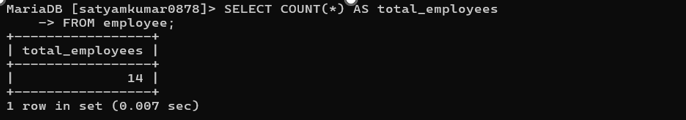 MariaDB [satyamkumar0878]> SELECT COUNT(*) AS total_employees
    -> FROM employee;
+-----------------+
| total_employees |
+-----------------+
|              14 |
+-----------------+
1 row in set (0.007 sec)